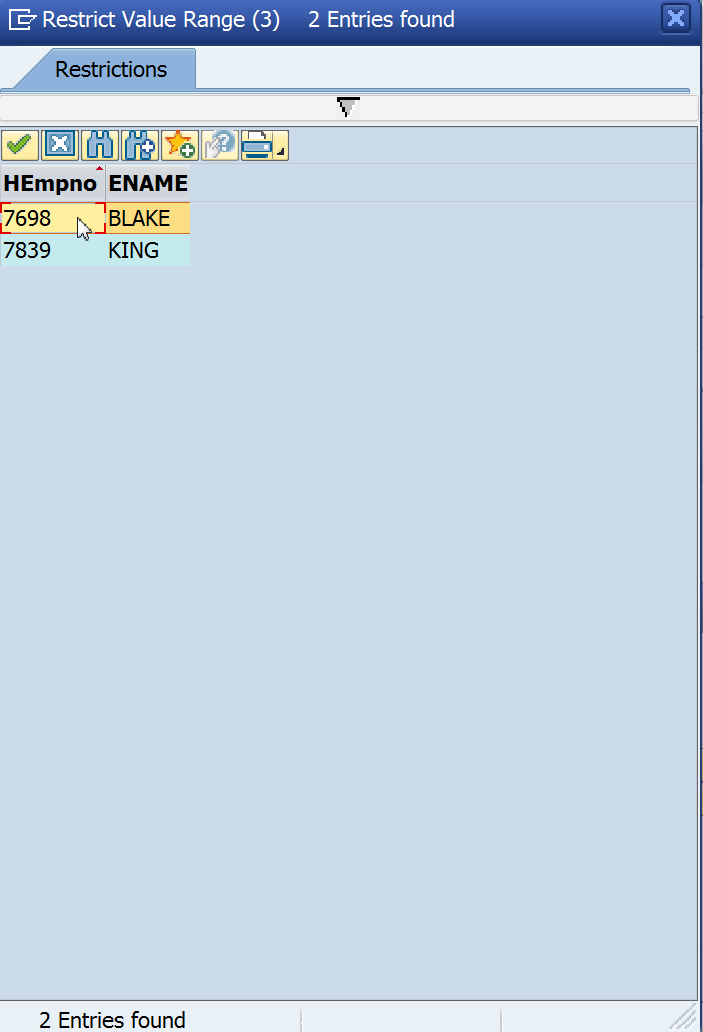 Restrict Value Range (3)    2 Entries found
Restrictions
HEmpno ENAME
7698 BLAKE
7839 KING
2 Entries found